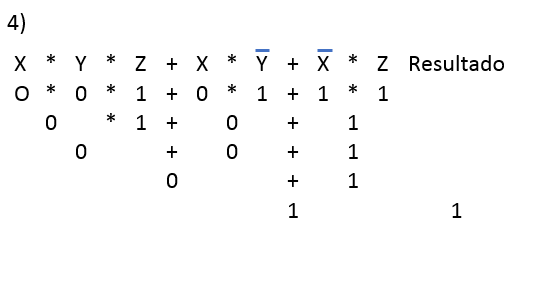 4)
X * Y * Z + X * Y̅ + X̅ * Z Resultado
O * 0 * 1 + 0 * 1 + 1 * 1
0 * 1 + 0 + 1
0 + 0 + 1
0 + 1
1 1